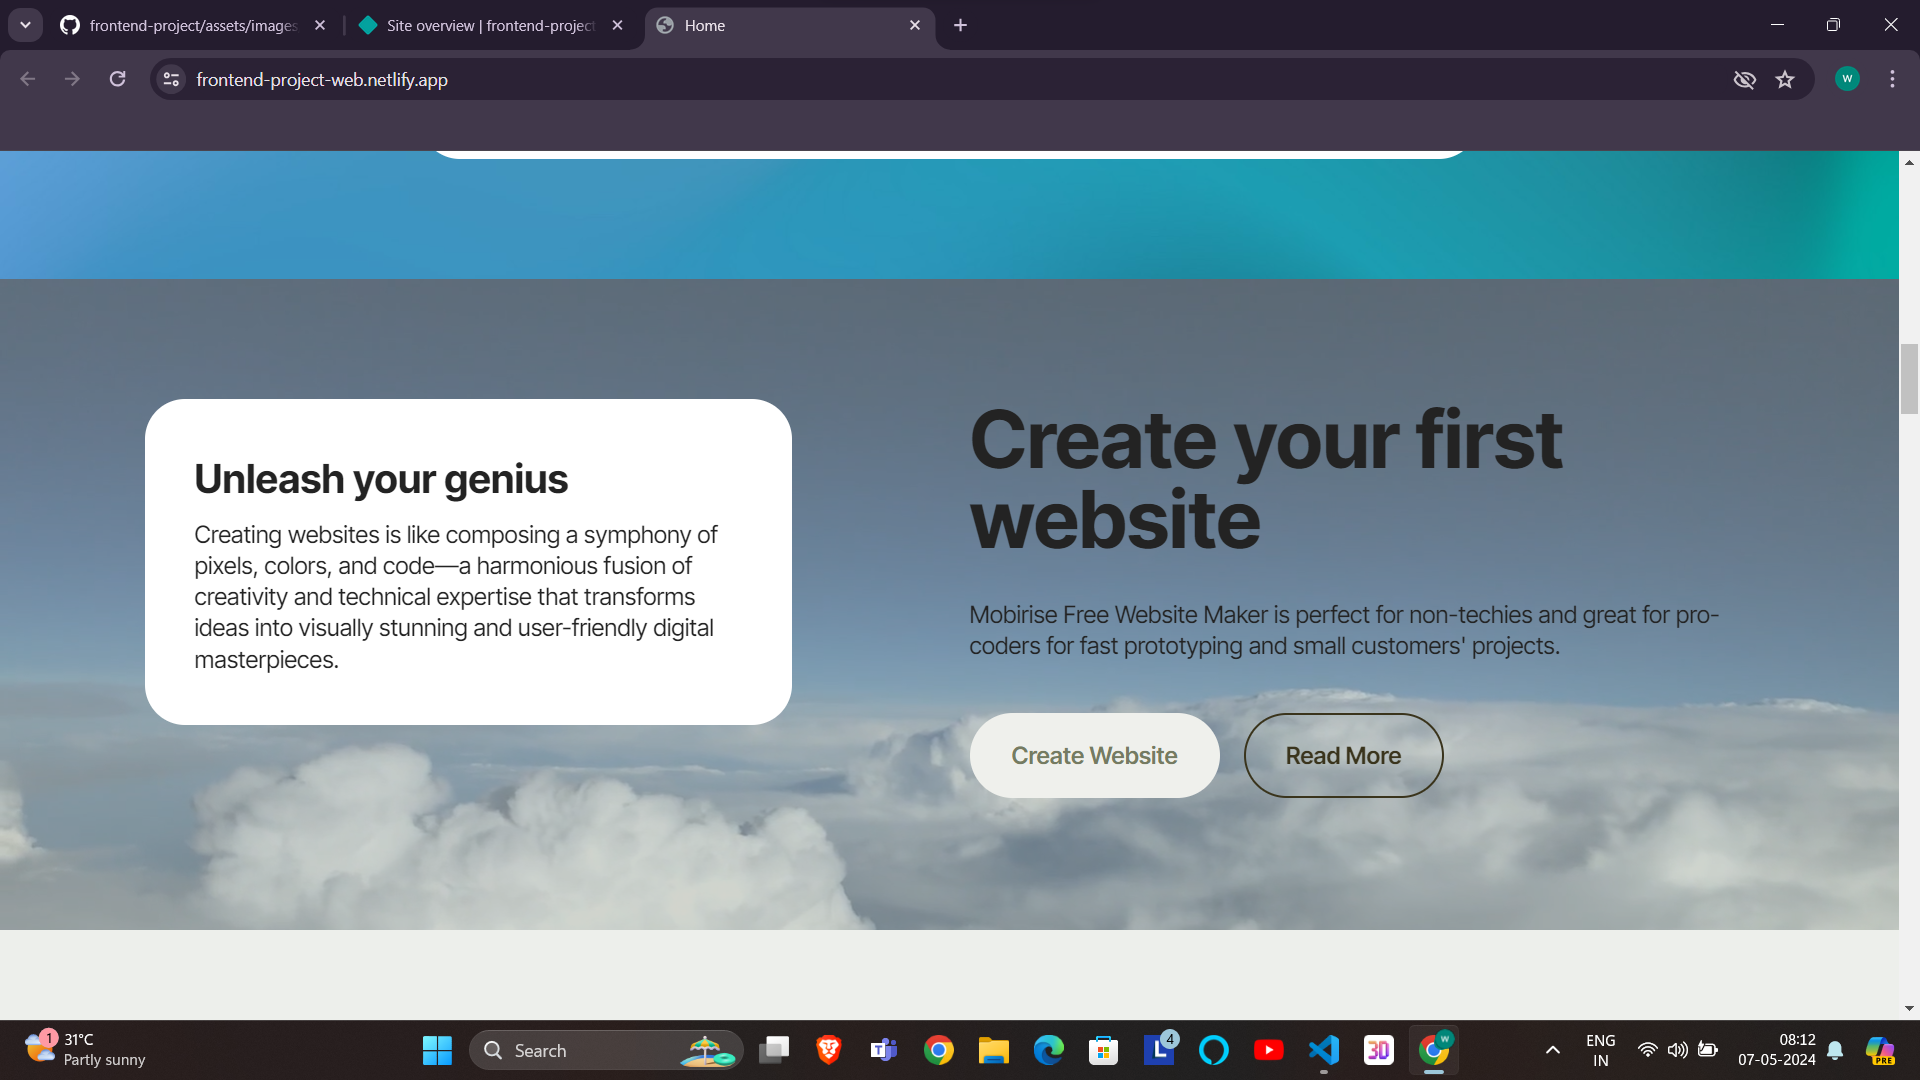 frontend-project/assets/images
Site overview | frontend-project
Home
frontend-project-web.netlify.app
W
Unleash your genius
Creating websites is like composing a symphony of
pixels, colors, and code—a harmonious fusion of
creativity and technical expertise that transforms
ideas into visually stunning and user-friendly digital
masterpieces.
Create your first
website
Mobirise Free Website Maker is perfect for non-techies and great for pro-
coders for fast prototyping and small customers' projects.
Create Website
Read More
1
31°C
Partly sunny
Search
T
L
4
3D
W
ENG
IN
08:12
07-05-2024
PRE